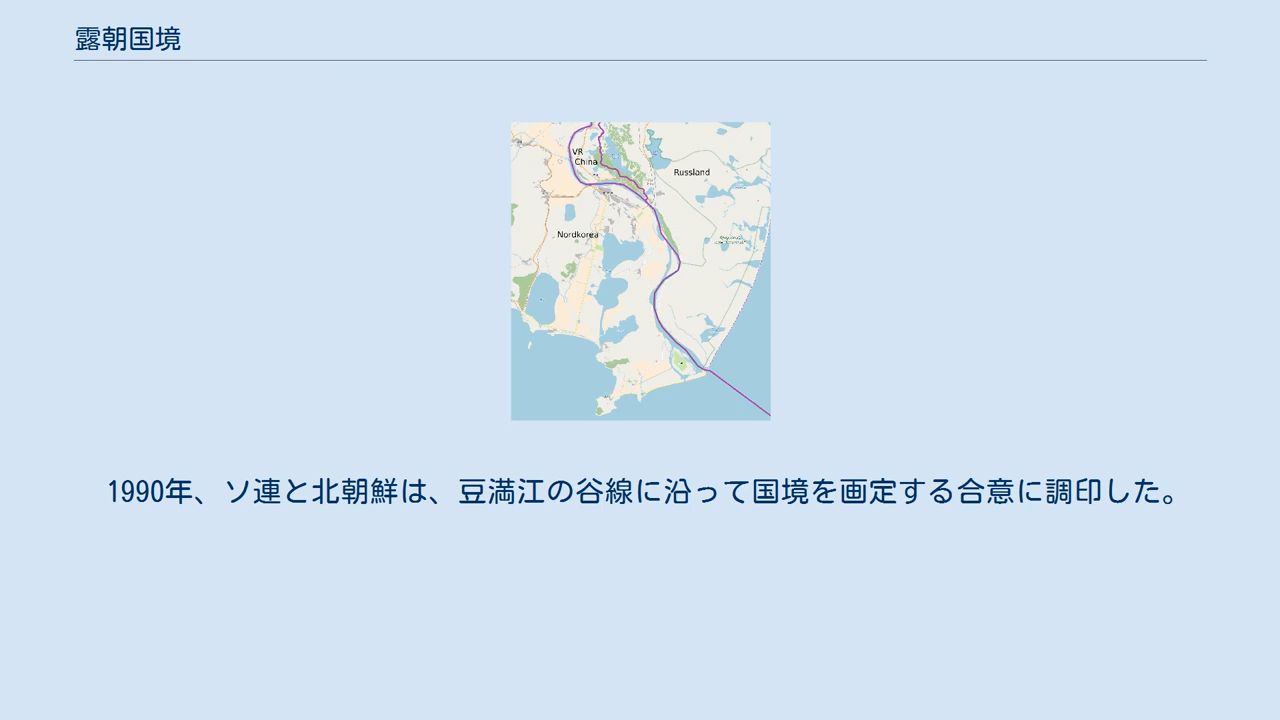 露朝国境
VR
China
Russland
Nordkorea
1990年、ソ連と北朝鮮は、豆満江の谷線に沿って国境を画定する合意に調印した。